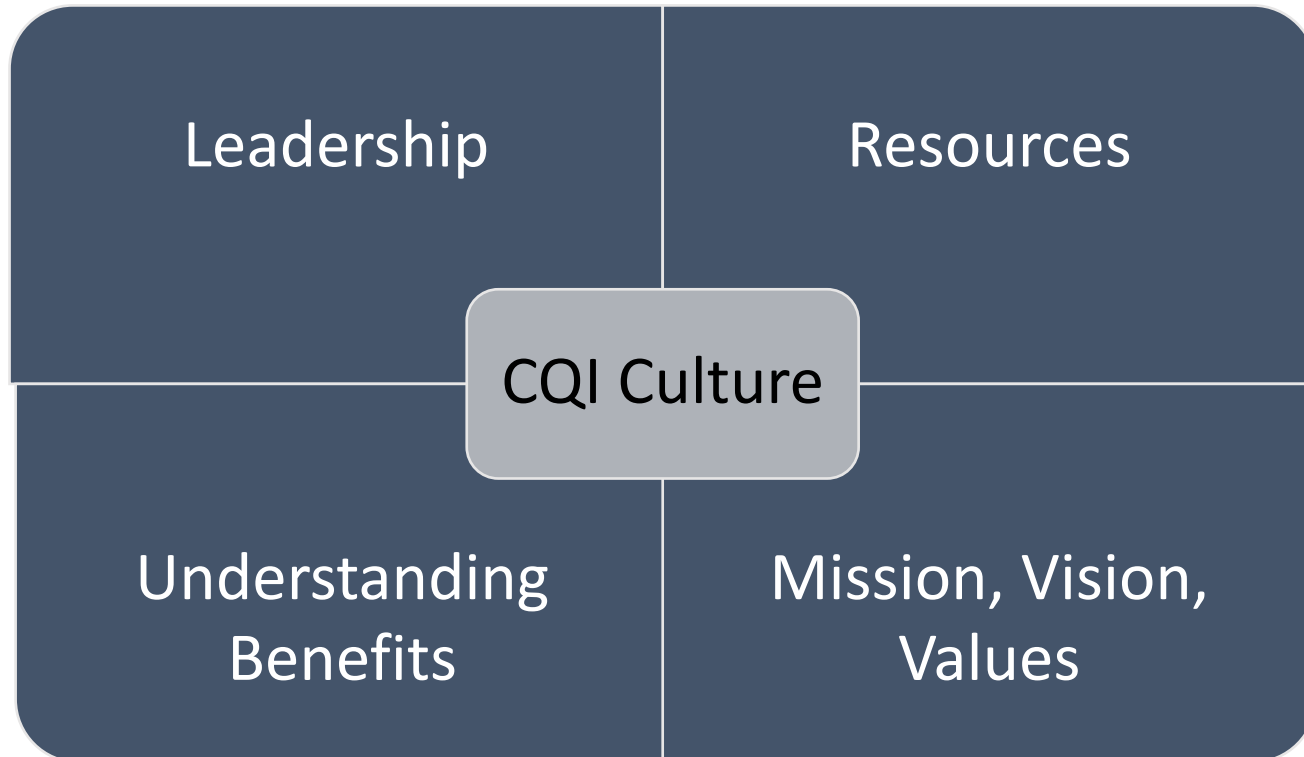 Leadership
Resources
CQI Culture
Understanding
Benefits
Mission, Vision,
Values